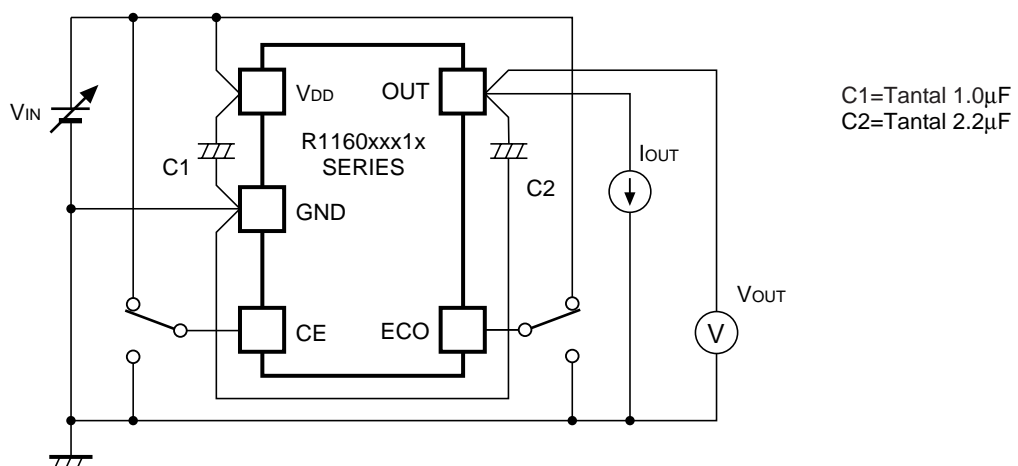 VIN
VDD
OUT
R1160xxx1x
SERIES
C1
C2
GND
CE
ECO
IOUT
VOUT
V
C1=Tantal 1.0μF
C2=Tantal 2.2μF